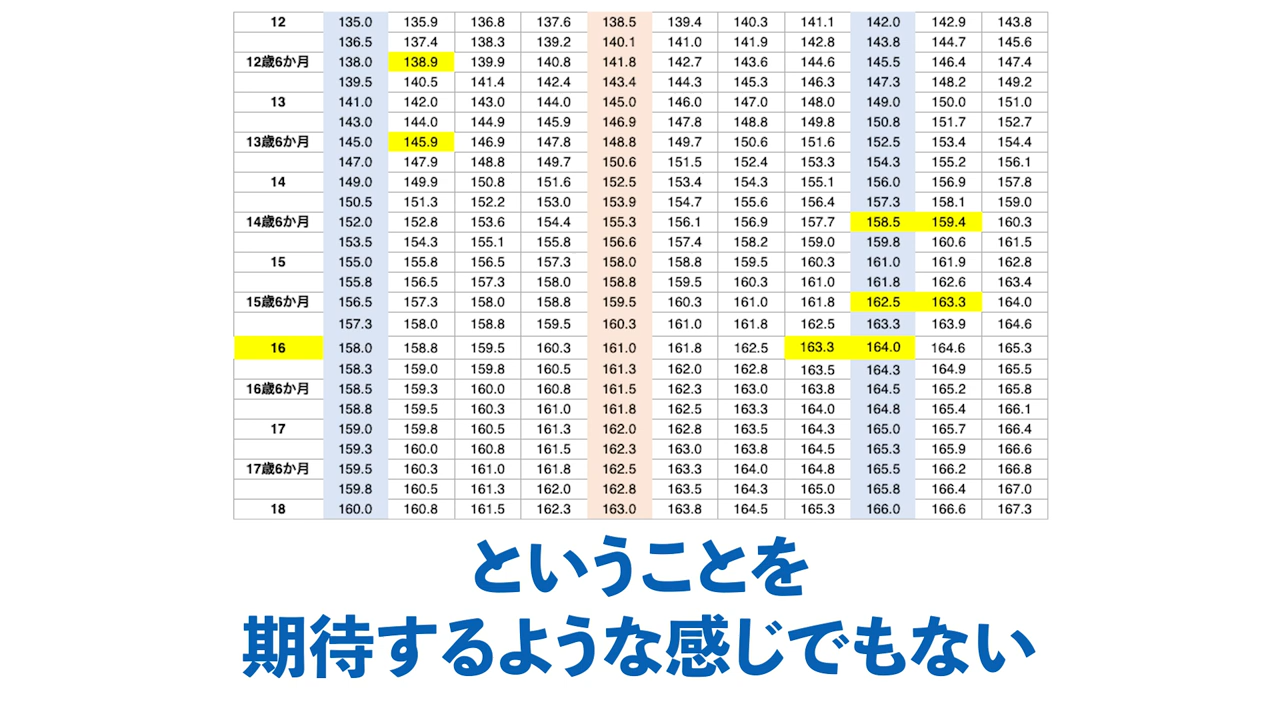 12 135.0 135.9 136.8 137.6 138.5 139.4 140.3 141.1 142.0 142.9 143.8
136.5 137.4 138.3 139.2 140.1 141.0 141.9 142.8 143.8 144.7 145.6
12歳6か月 138.0 138.9 139.9 140.8 141.8 142.7 143.6 144.6 145.5 146.4 147.4
139.5 140.5 141.4 142.4 143.4 144.3 145.3 146.3 147.3 148.2 149.2
13 141.0 142.0 143.0 144.0 145.0 146.0 147.0 148.0 149.0 150.0 151.0
143.0 144.0 144.9 145.9 146.9 147.8 148.8 149.8 150.8 151.7 152.7
13歳6か月 145.0 145.9 146.9 147.8 148.8 149.7 150.6 151.6 152.5 153.4 154.4
147.0 147.9 148.8 149.7 150.6 151.5 152.4 153.3 154.3 155.2 156.1
14 149.0 149.9 150.8 151.6 152.5 153.4 154.3 155.1 156.0 156.9 157.8
150.5 151.3 152.2 153.0 153.9 154.7 155.6 156.4 157.3 158.1 159.0
14歳6か月 152.0 152.8 153.6 154.4 155.3 156.1 156.9 157.7 158.5 159.4 160.3
153.5 154.3 155.1 155.8 156.6 157.4 158.2 159.0 159.8 160.6 161.5
15 155.0 155.8 156.5 157.3 158.0 158.8 159.5 160.3 161.0 161.9 162.8
155.8 156.5 157.3 158.0 158.8 159.5 160.3 161.0 161.8 162.6 163.4
15歳6か月 156.5 157.3 158.0 158.8 159.5 160.3 161.0 161.8 162.5 163.3 164.0
157.3 158.0 158.8 159.5 160.3 161.0 161.8 162.5 163.3 163.9 164.6
16 158.0 158.8 159.5 160.3 161.0 161.8 162.5 163.3 164.0 164.6 165.3
158.3 159.0 159.8 160.5 161.3 162.0 162.8 163.5 164.3 164.9 165.5
16歳6か月 158.5 159.3 160.0 160.8 161.5 162.3 163.0 163.8 164.5 165.2 165.8
158.8 159.5 160.3 161.0 161.8 162.5 163.3 164.0 164.8 165.4 166.1
17 159.0 159.8 160.5 161.3 162.0 162.8 163.5 164.3 165.0 165.7 166.4
159.3 160.0 160.8 161.5 162.3 163.0 163.8 164.5 165.3 165.9 166.6
17歳6か月 159.5 160.3 161.0 161.8 162.5 163.3 164.0 164.8 165.5 166.2 166.8
159.8 160.5 161.3 162.0 162.8 163.5 164.3 165.0 165.8 166.4 167.0
18 160.0 160.8 161.5 162.3 163.0 163.8 164.5 165.3 166.0 166.6 167.3
ということを
期待するような感じでもない